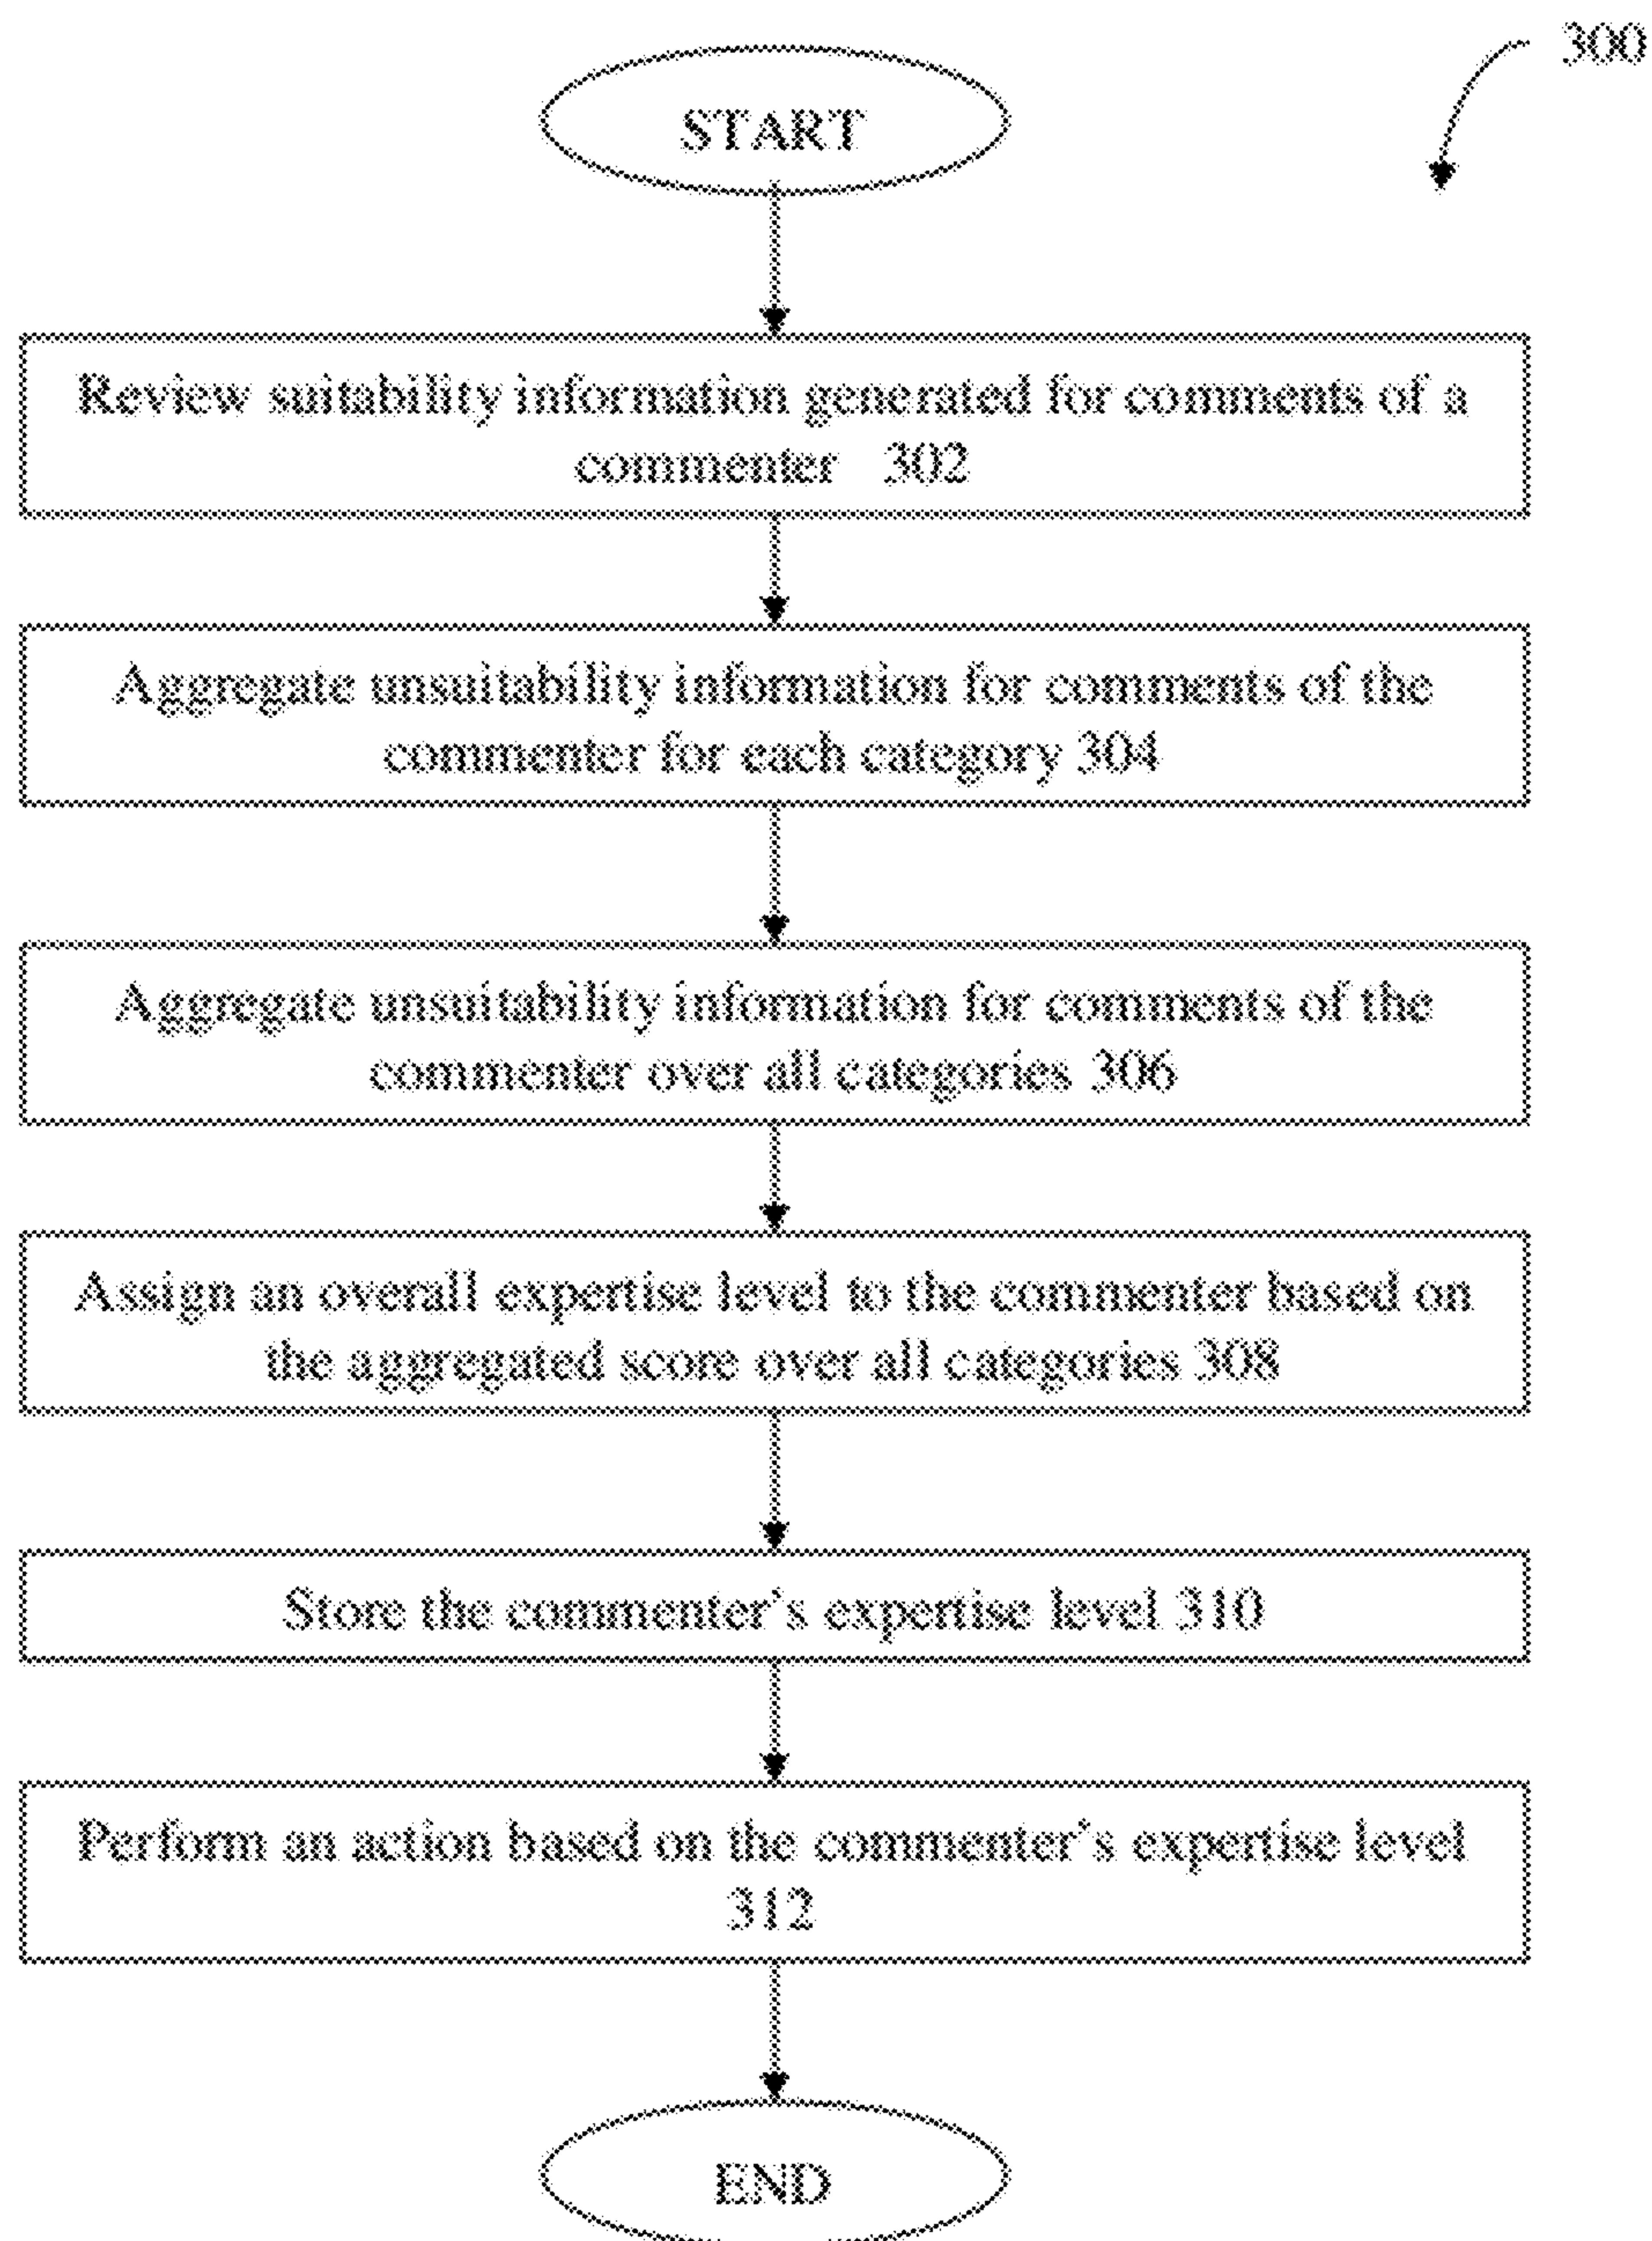 300
START
Review suitability information generated for comments of a
commenter 302
Aggregate unsuitability information for comments of the
commenter for each category 304
Aggregate unsuitability information for comments of the
commenter over all categories 306
Assign an overall expertise level to the commenter based on
the aggregated score over all categories 308
Store the commenter's expertise level 310
Perform an action based on the commenter's expertise level
312
END